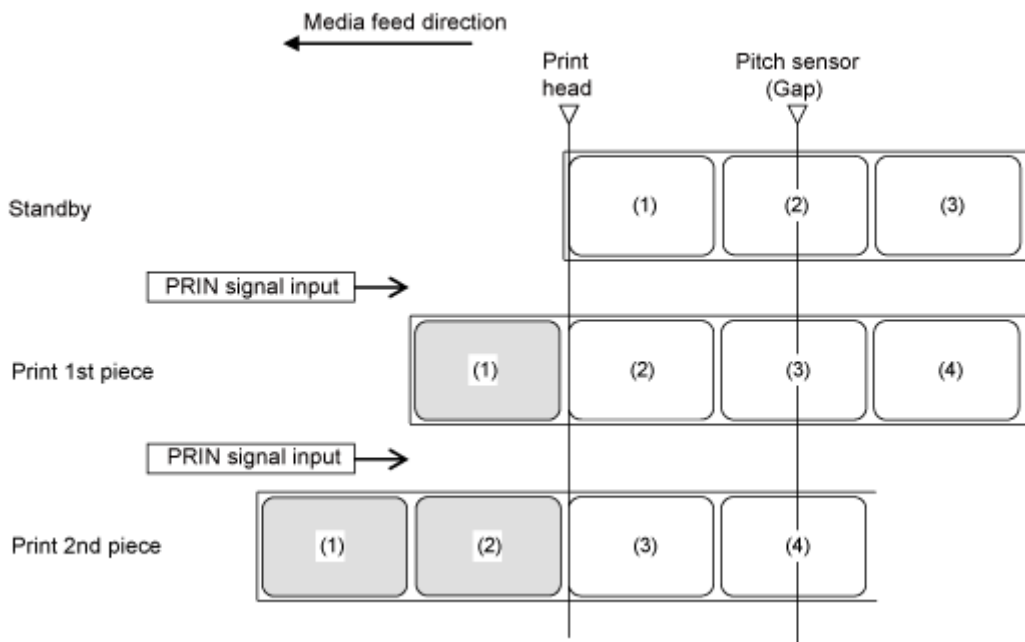 Media feed direction
Print
head
Pitch sensor
(Gap)
Standby
(1)
(2)
(3)
PRIN signal input
Print 1st piece
(1)
(2)
(3)
(4)
PRIN signal input
Print 2nd piece
(1)
(2)
(3)
(4)